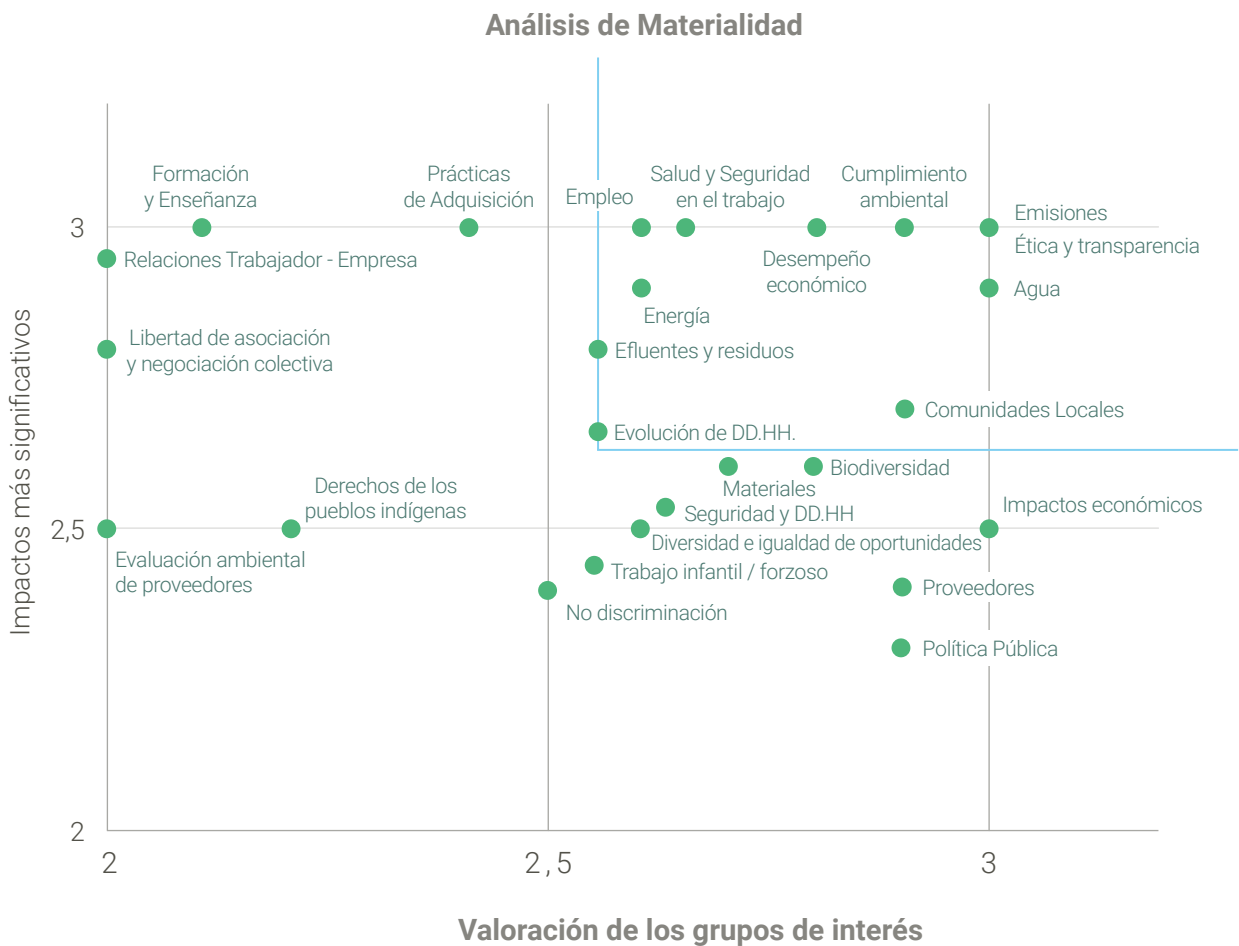 Análisis de Materialidad
Formación
y Enseñanza
Prácticas
de Adquisición
Empleo
Salud y Seguridad
en el trabajo
Cumplimiento
ambiental
Emisiones
Ética y transparencia
3
Relaciones Trabajador - Empresa
Desempeño
económico
Agua
Energía
Libertad de asociación
y negociación colectiva
Efluentes y residuos
Comunidades Locales
Evolución de DD.HH.
Biodiversidad
Materiales
Derechos de los
pueblos indígenas
Seguridad y DD.HH
Impactos económicos
2,5
Diversidad e igualdad de oportunidades
Evaluación ambiental
de proveedores
Trabajo infantil / forzoso
Proveedores
No discriminación
Política Pública
Impactos más significativos
2
2
2,5
3
Valoración de los grupos de interés